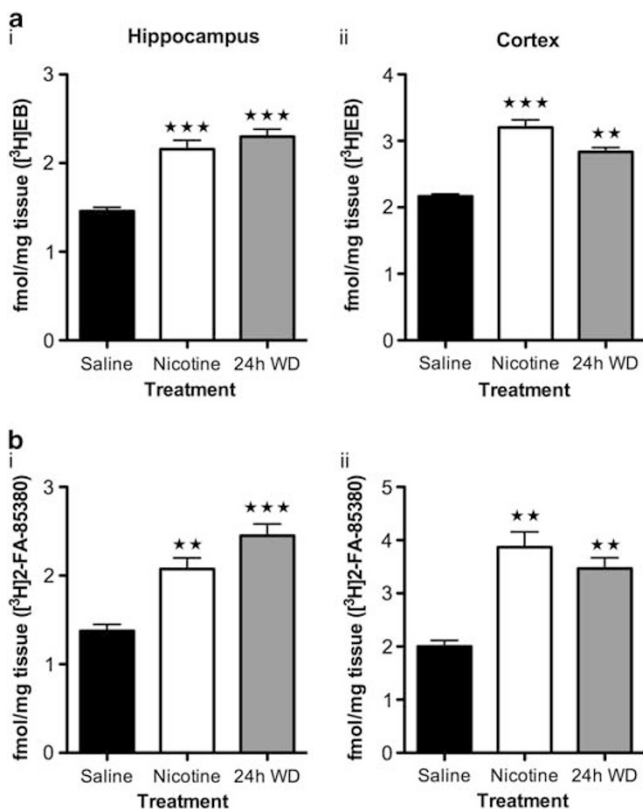 a
i
Hippocampus
fmol/mg tissue ([³H]EB)
3
2
1
0
★★★
★★★
Saline Nicotine 24h WD
Treatment
ii
Cortex
fmol/mg tissue ([³H]EB)
4
3
2
1
0
★★★
★★
Saline Nicotine 24h WD
Treatment
b
i
fmol/mg tissue ([³H]2-FA-85380)
3
2
1
0
★★
★★★
Saline Nicotine 24h WD
Treatment
ii
fmol/mg tissue ([³H]2-FA-85380)
5
4
3
2
1
0
★★
★★
Saline Nicotine 24h WD
Treatment